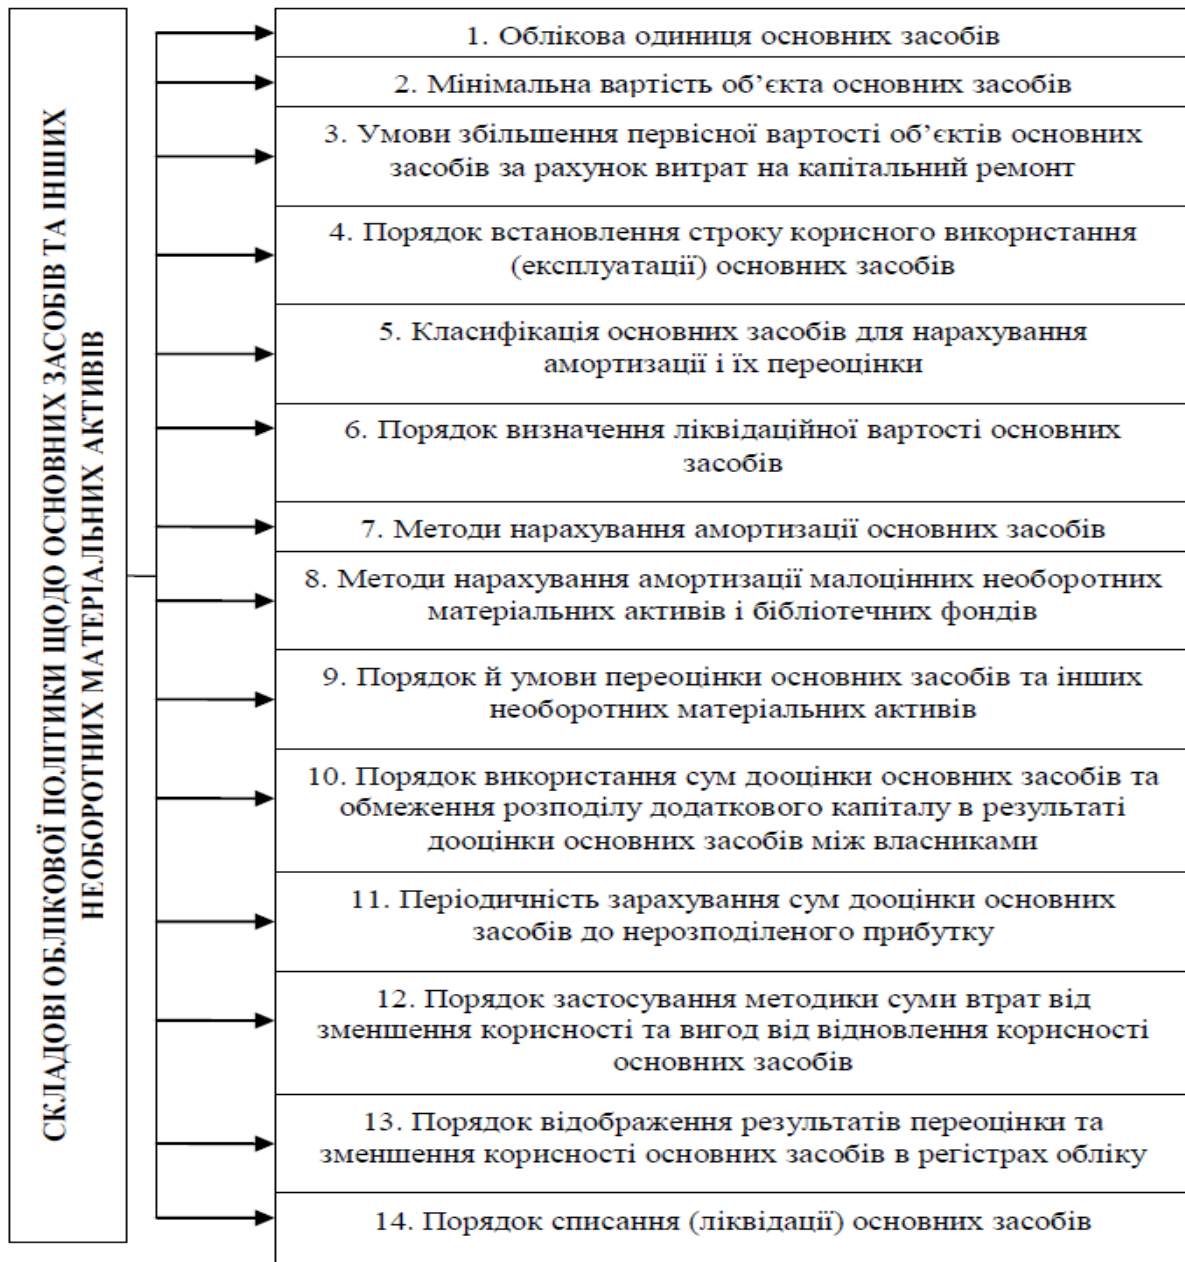 СКЛАДОВІ ОБЛІКОВОЇ ПОЛІТИКИ ЩОДО ОСНОВНИХ ЗАСОБІВ ТА ІНШИХ
НЕОБОРОТНИХ МАТЕРІАЛЬНИХ АКТИВІВ
1. Облікова одиниця основних засобів
2. Мінімальна вартість об’єкта основних засобів
3. Умови збільшення первісної вартості об’єктів основних
засобів за рахунок витрат на капітальний ремонт
4. Порядок встановлення строку корисного використання
(експлуатації) основних засобів
5. Класифікація основних засобів для нарахування
амортизації і їх переоцінки
6. Порядок визначення ліквідаційної вартості основних
засобів
7. Методи нарахування амортизації основних засобів
8. Методи нарахування амортизації малоцінних необоротних
матеріальних активів і бібліотечних фондів
9. Порядок й умови переоцінки основних засобів та інших
необоротних матеріальних активів
10. Порядок використання сум дооцінки основних засобів та
обмеження розподілу додаткового капіталу в результаті
дооцінки основних засобів між власниками
11. Періодичність зарахування сум дооцінки основних
засобів до нерозподіленого прибутку
12. Порядок застосування методики суми втрат від
зменшення корисності та вигод від відновлення корисності
основних засобів
13. Порядок відображення результатів переоцінки та
зменшення корисності основних засобів в регістрах обліку
14. Порядок списання (ліквідації) основних засобів